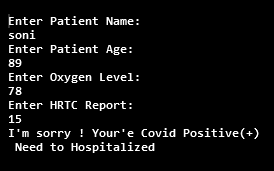 Enter Patient Name:
soni
Enter Patient Age:
89
Enter Oxygen Level:
78
Enter HRTC Report:
15
I'm sorry ! Your'e Covid Positive(+)
Need to Hospitalized